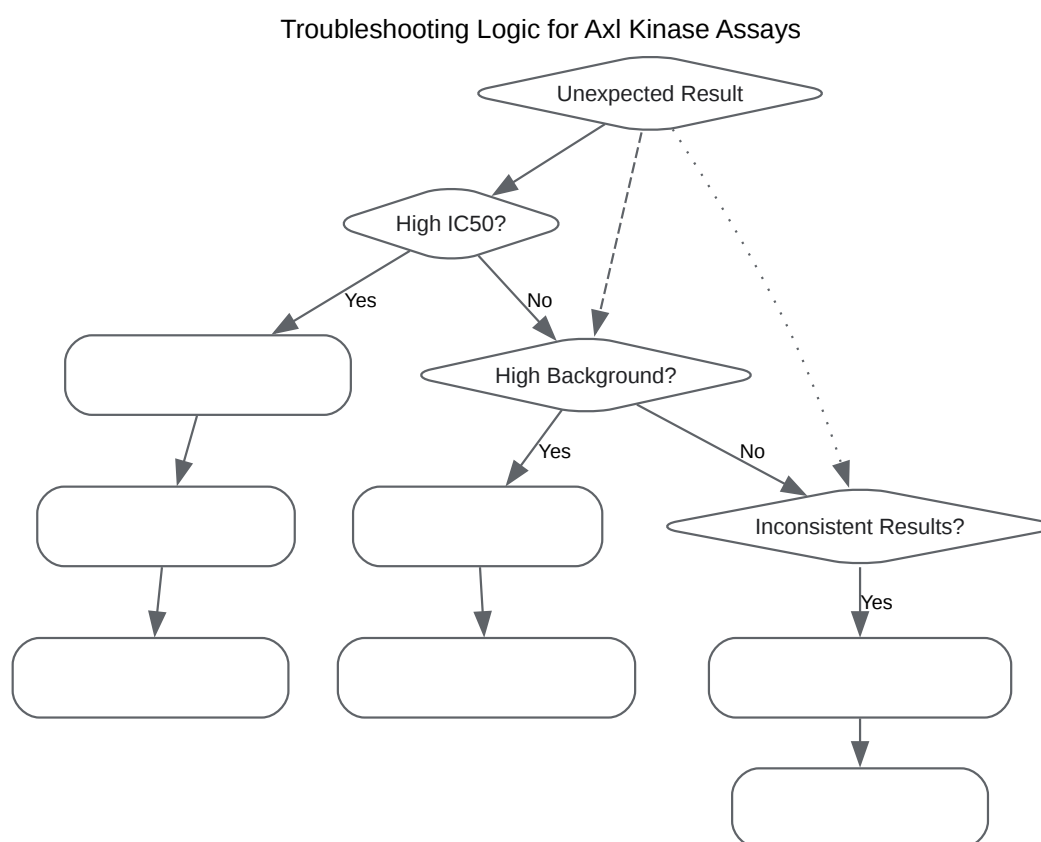 Troubleshooting Logic for Axl Kinase Assays
Unexpected Result
High IC50?
Yes
No
High Background?
Yes
No
Inconsistent Results?
Yes